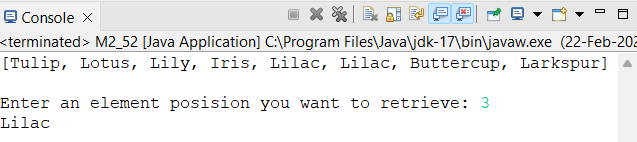 Console
<terminated> M2_52 [Java Application] C:\Program Files\Java\jdk-17\bin\javaw.exe (22-Feb-202
[Tulip, Lotus, Lily, Iris, Lilac, Lilac, Buttercup, Larkspur]
Enter an element posision you want to retrieve: 3
Lilac